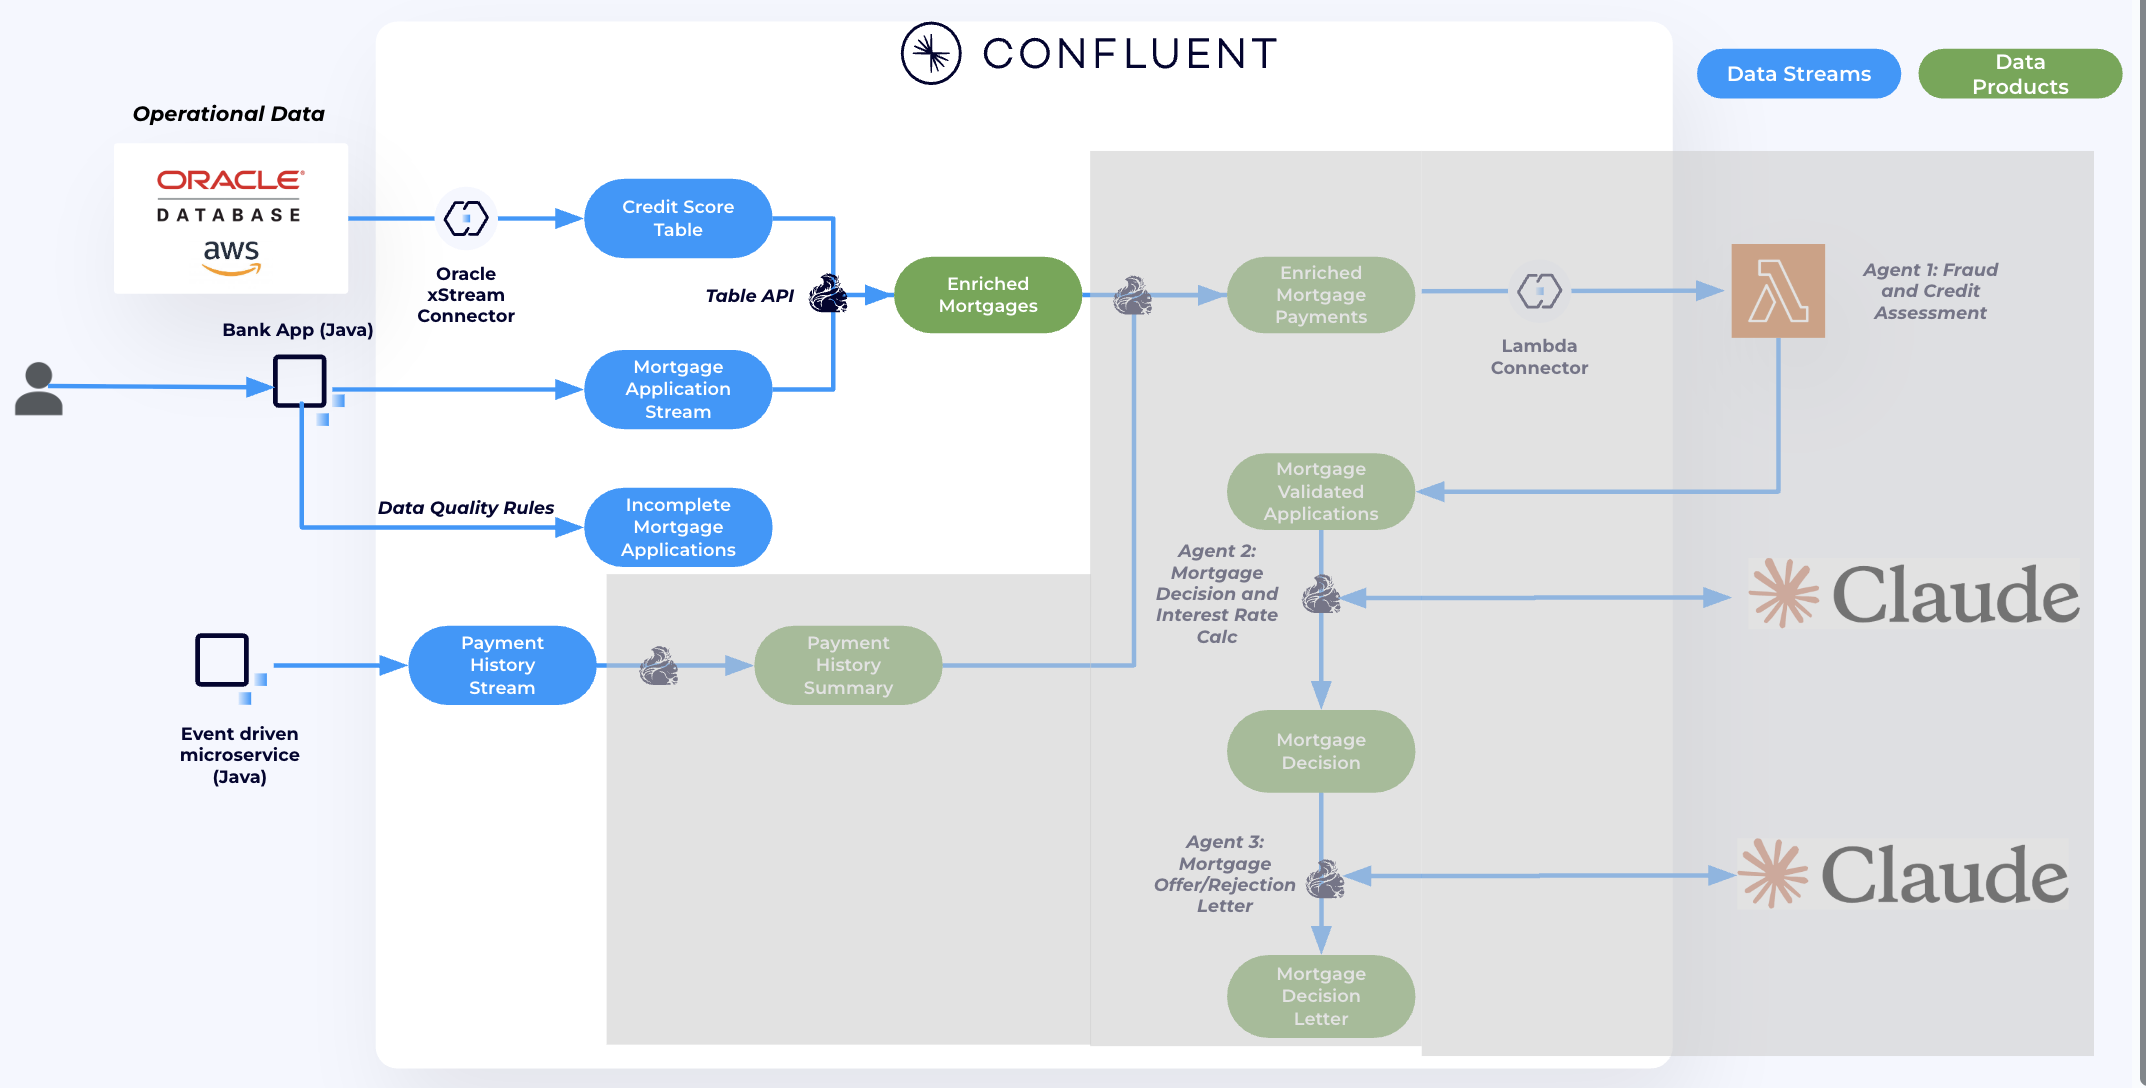 CONFLUENT
Data Streams
Data
Products
Operational Data
ORACLE
DATABASE
aws
Oracle
xStream
Connector
Credit Score
Table
Table API
Enriched
Mortgages
Enriched
Mortgage
Payments
Lambda
Connector
Agent 1: Fraud
and Credit
Assessment
Bank App (Java)
Mortgage
Application
Stream
Data Quality Rules
Incomplete
Mortgage
Applications
Mortgage
Validated
Applications
Agent 2:
Mortgage
Decision and
Interest Rate
Calc
Claude
Event driven
microservice
(Java)
Payment
History
Stream
Payment
History
Summary
Mortgage
Decision
Agent 3:
Mortgage
Offer/Rejection
Letter
Claude
Mortgage
Decision
Letter